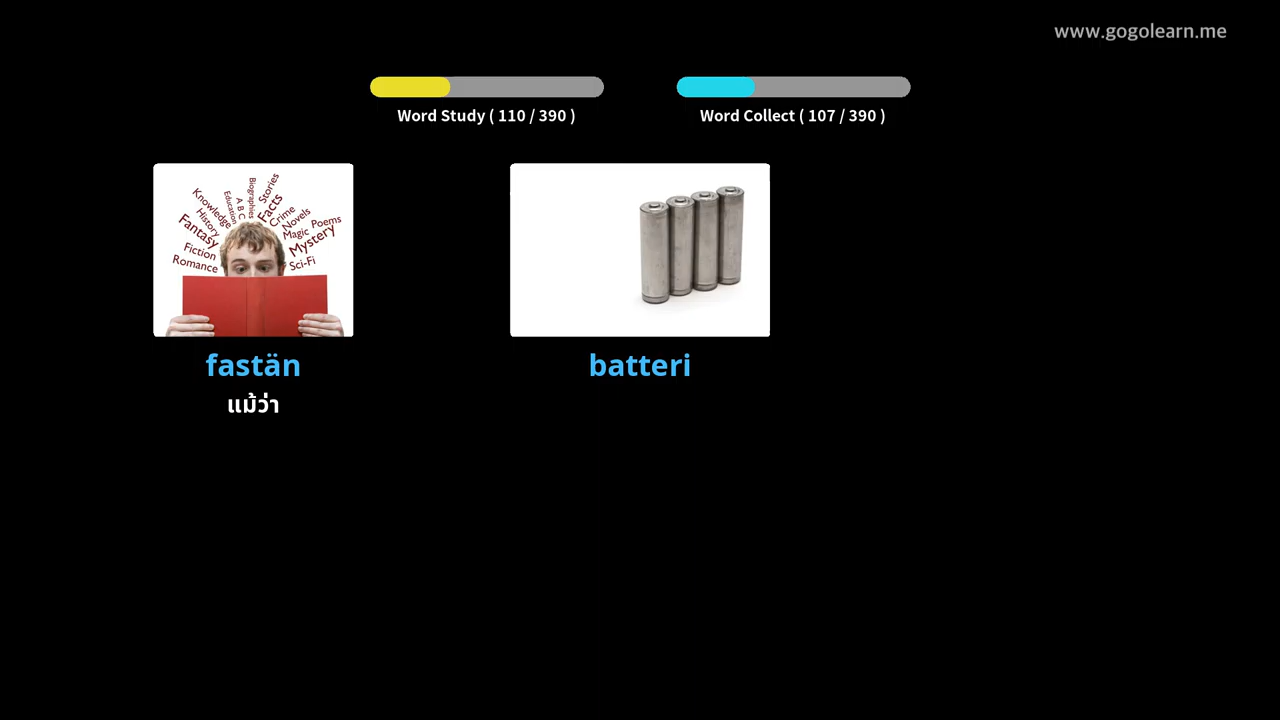 www.gogolearn.me
Word Study ( 110 / 390 )
Word Collect ( 107 / 390 )
Knowledge
History
Education
A B C
Biographies
Stories
Facts
Crime
Novels
Magic
Poems
Fantasy
Mystery
Fiction
Romance
Sci-Fi
fastän
แม้ว่า
batteri